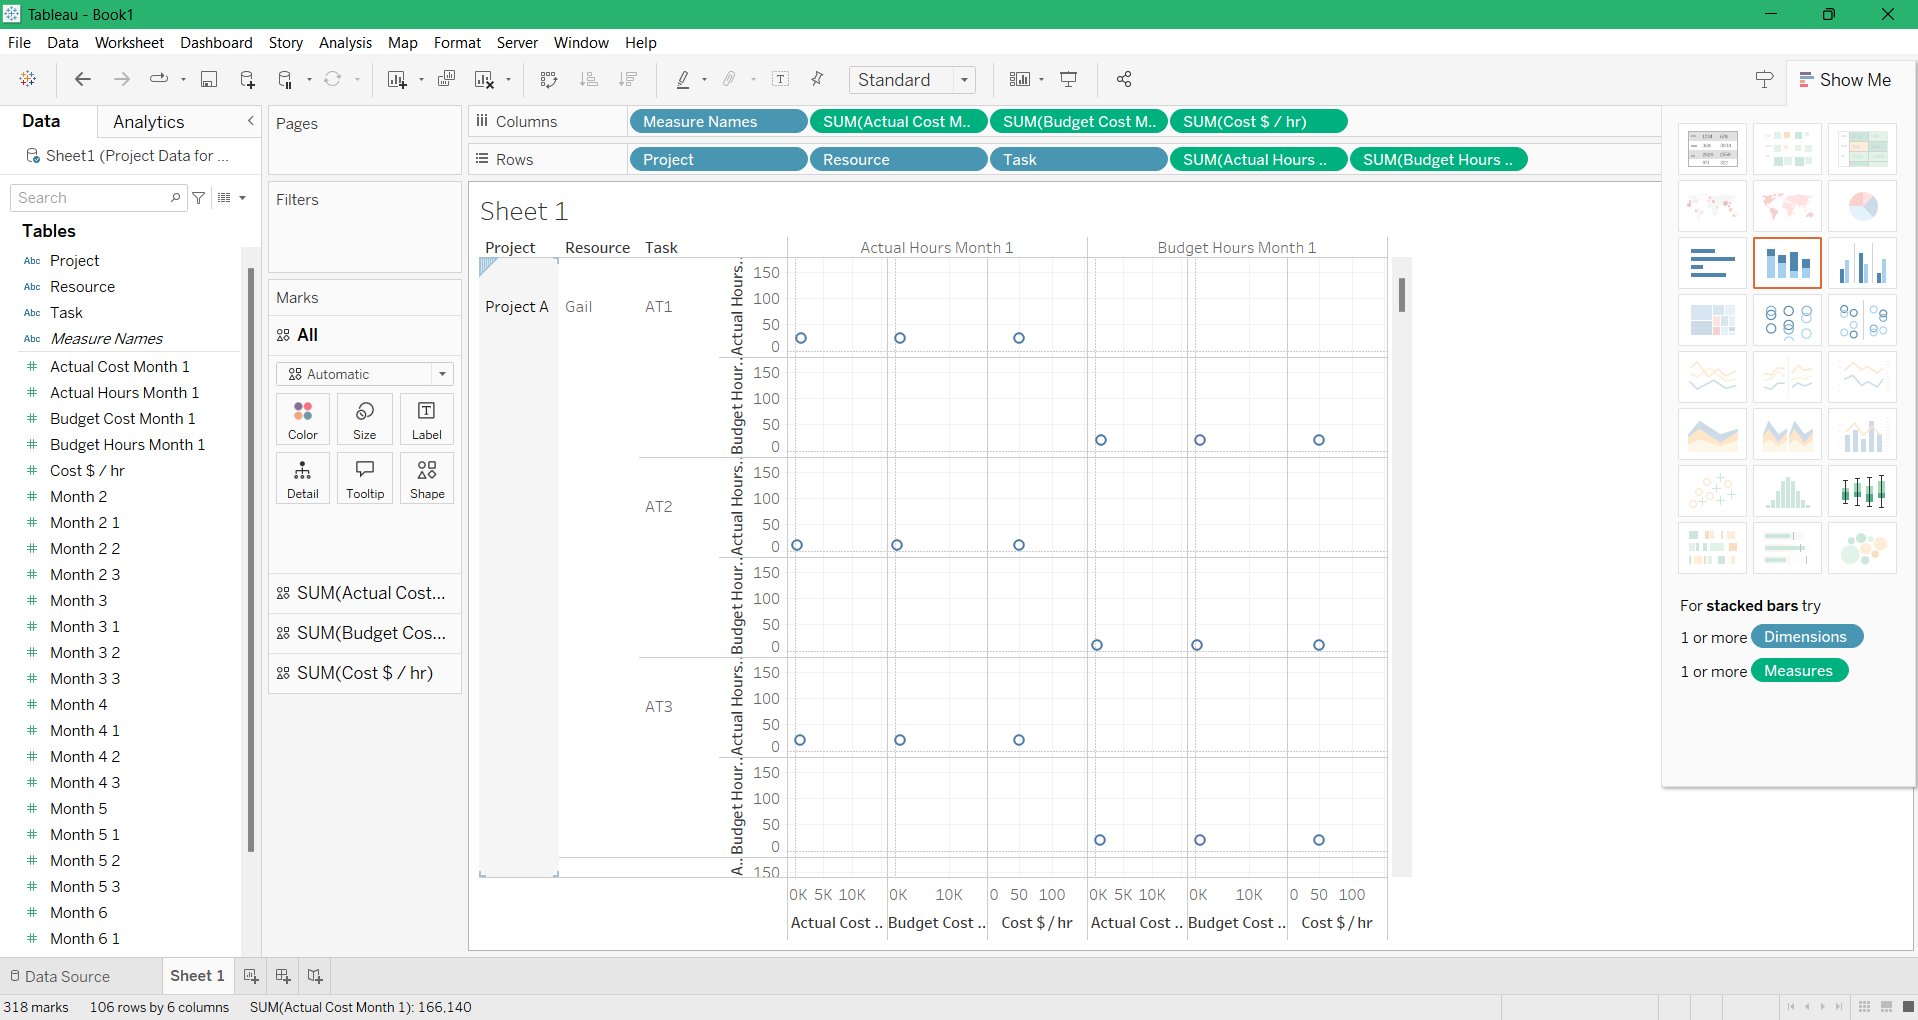 Tableau - Book1
File Data Worksheet Dashboard Story Analysis Map Format Server Window Help
Standard
Show Me
Data Analytics
Sheet1 (Project Data for ...
Search
Tables
Abc Project
Abc Resource
Abc Task
Abc Measure Names
# Actual Cost Month 1
# Actual Hours Month 1
# Budget Cost Month 1
# Budget Hours Month 1
# Cost $ / hr
# Month 2
# Month 2 1
# Month 2 2
# Month 2 3
# Month 3
# Month 3 1
# Month 3 2
# Month 3 3
# Month 4
# Month 4 1
# Month 4 2
# Month 4 3
# Month 5
# Month 5 1
# Month 5 2
# Month 5 3
# Month 6
# Month 6 1
Pages
Filters
Marks
All
Automatic
Color Size Label
Detail Tooltip Shape
SUM(Actual Cost...
SUM(Budget Cos...
SUM(Cost $ / hr)
Columns Measure Names SUM(Actual Cost M.. SUM(Budget Cost M.. SUM(Cost $ / hr)
Rows Project Resource Task SUM(Actual Hours .. SUM(Budget Hours ..
Sheet 1
Project Resource Task Actual Hours Month 1 Budget Hours Month 1
Project A Gail AT1
Actual Hours..
150
100
50
0
Budget Hour..
150
100
50
0
AT2
Actual Hours..
150
100
50
0
Budget Hour..
150
100
50
0
AT3
Actual Hours..
150
100
50
0
Budget Hour..
150
100
50
0
A..
150
0K 5K 10K 0K 10K 0 50 100 0K 5K 10K 0K 10K 0 50 100
Actual Cost .. Budget Cost .. Cost $ / hr Actual Cost .. Budget Cost .. Cost $ / hr
For stacked bars try
1 or more Dimensions
1 or more Measures
Data Source Sheet 1
318 marks 106 rows by 6 columns SUM(Actual Cost Month 1): 166,140